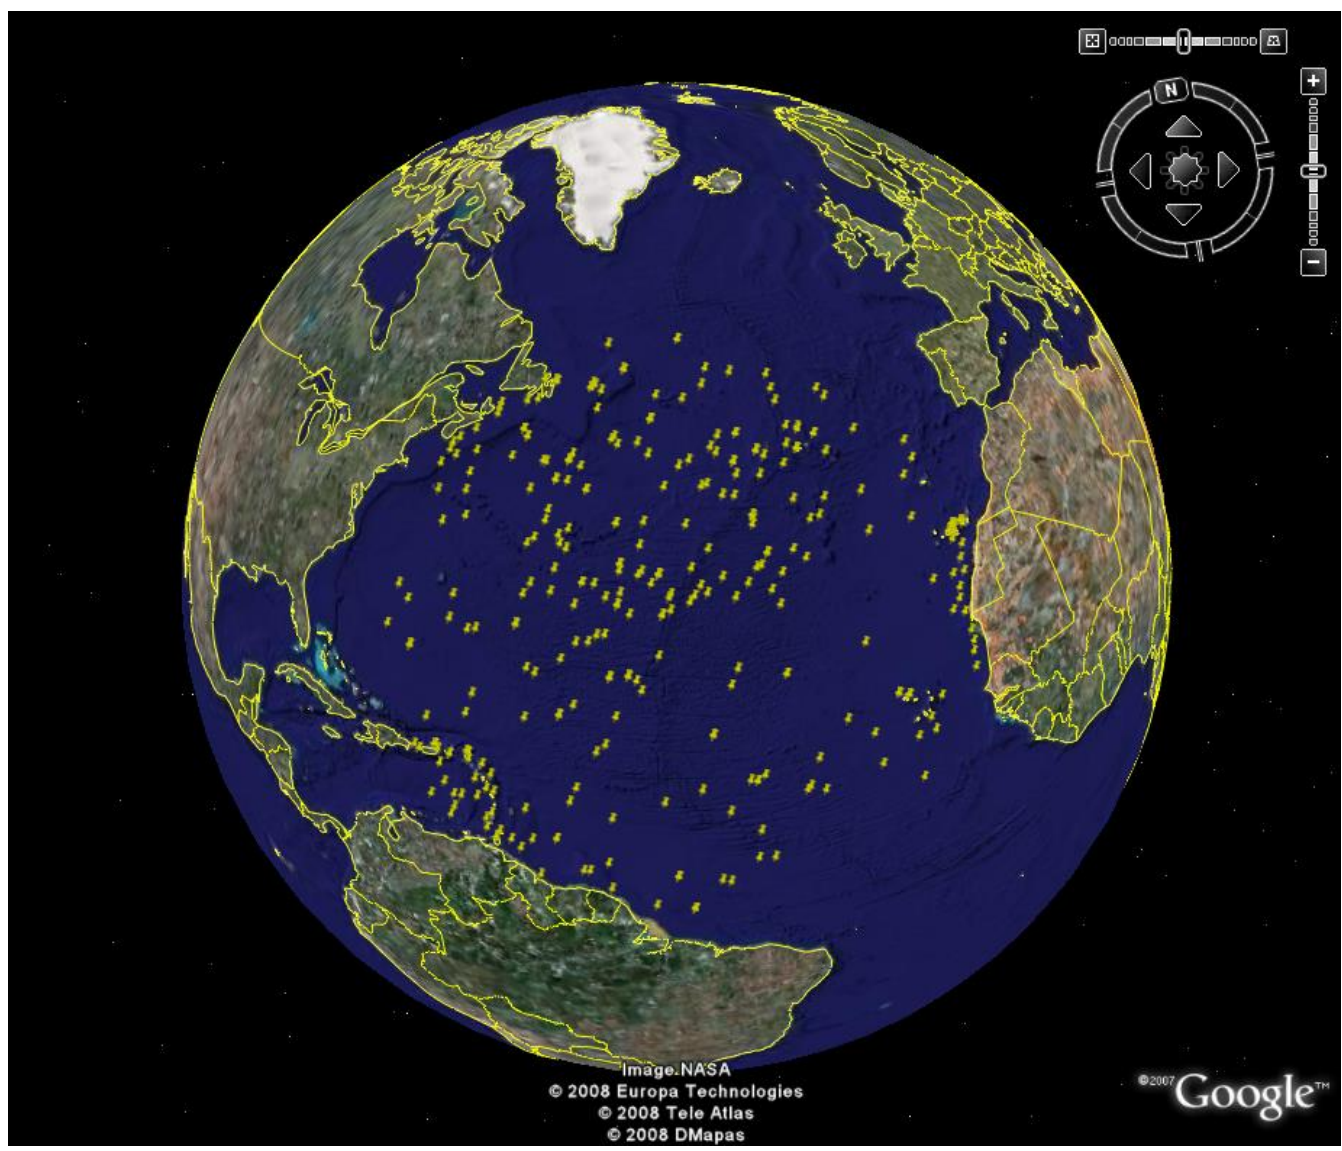 N
+
-
Image NASA
© 2008 Europa Technologies
© 2008 Tele Atlas
© 2008 DMapas
©2007 Google™